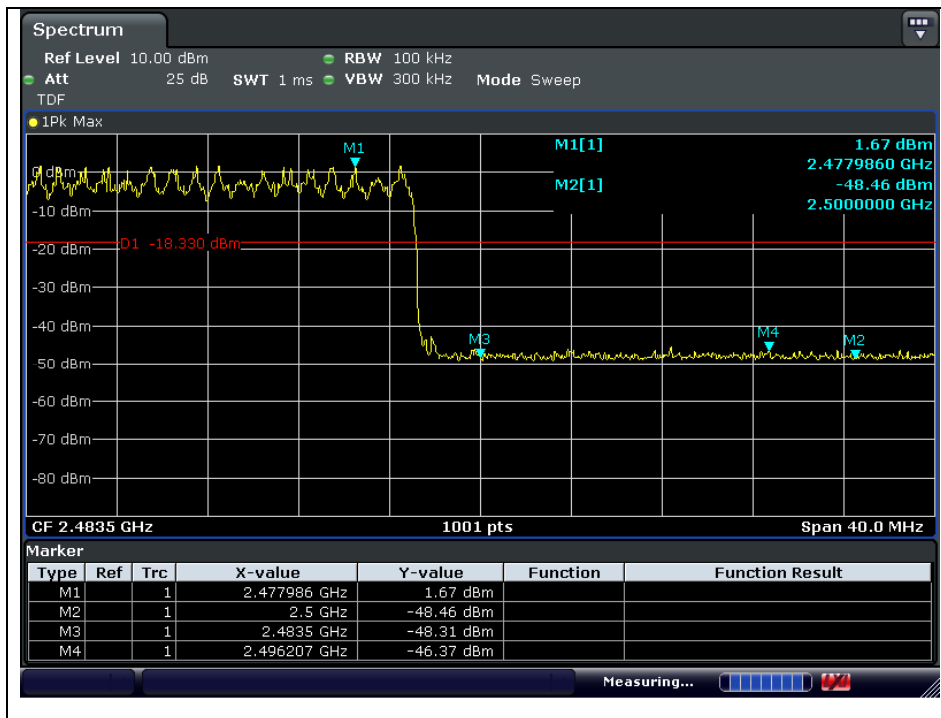 Spectrum
Ref Level 10.00 dBm RBW 100 kHz
Att 25 dB SWT 1 ms VBW 300 kHz Mode Sweep
TDF
1Pk Max
M1[1] 1.67 dBm
2.4779860 GHz
M2[1] -48.46 dBm
2.5000000 GHz
M1
0 dBm
-10 dBm
D1 -18.330 dBm
-20 dBm
-30 dBm
-40 dBm
M3
M4
M2
-50 dBm
-60 dBm
-70 dBm
-80 dBm
CF 2.4835 GHz 1001 pts Span 40.0 MHz
Marker
Type Ref Trc X-value Y-value Function Function Result
M1 1 2.477986 GHz 1.67 dBm
M2 1 2.5 GHz -48.46 dBm
M3 1 2.4835 GHz -48.31 dBm
M4 1 2.496207 GHz -46.37 dBm
Measuring...